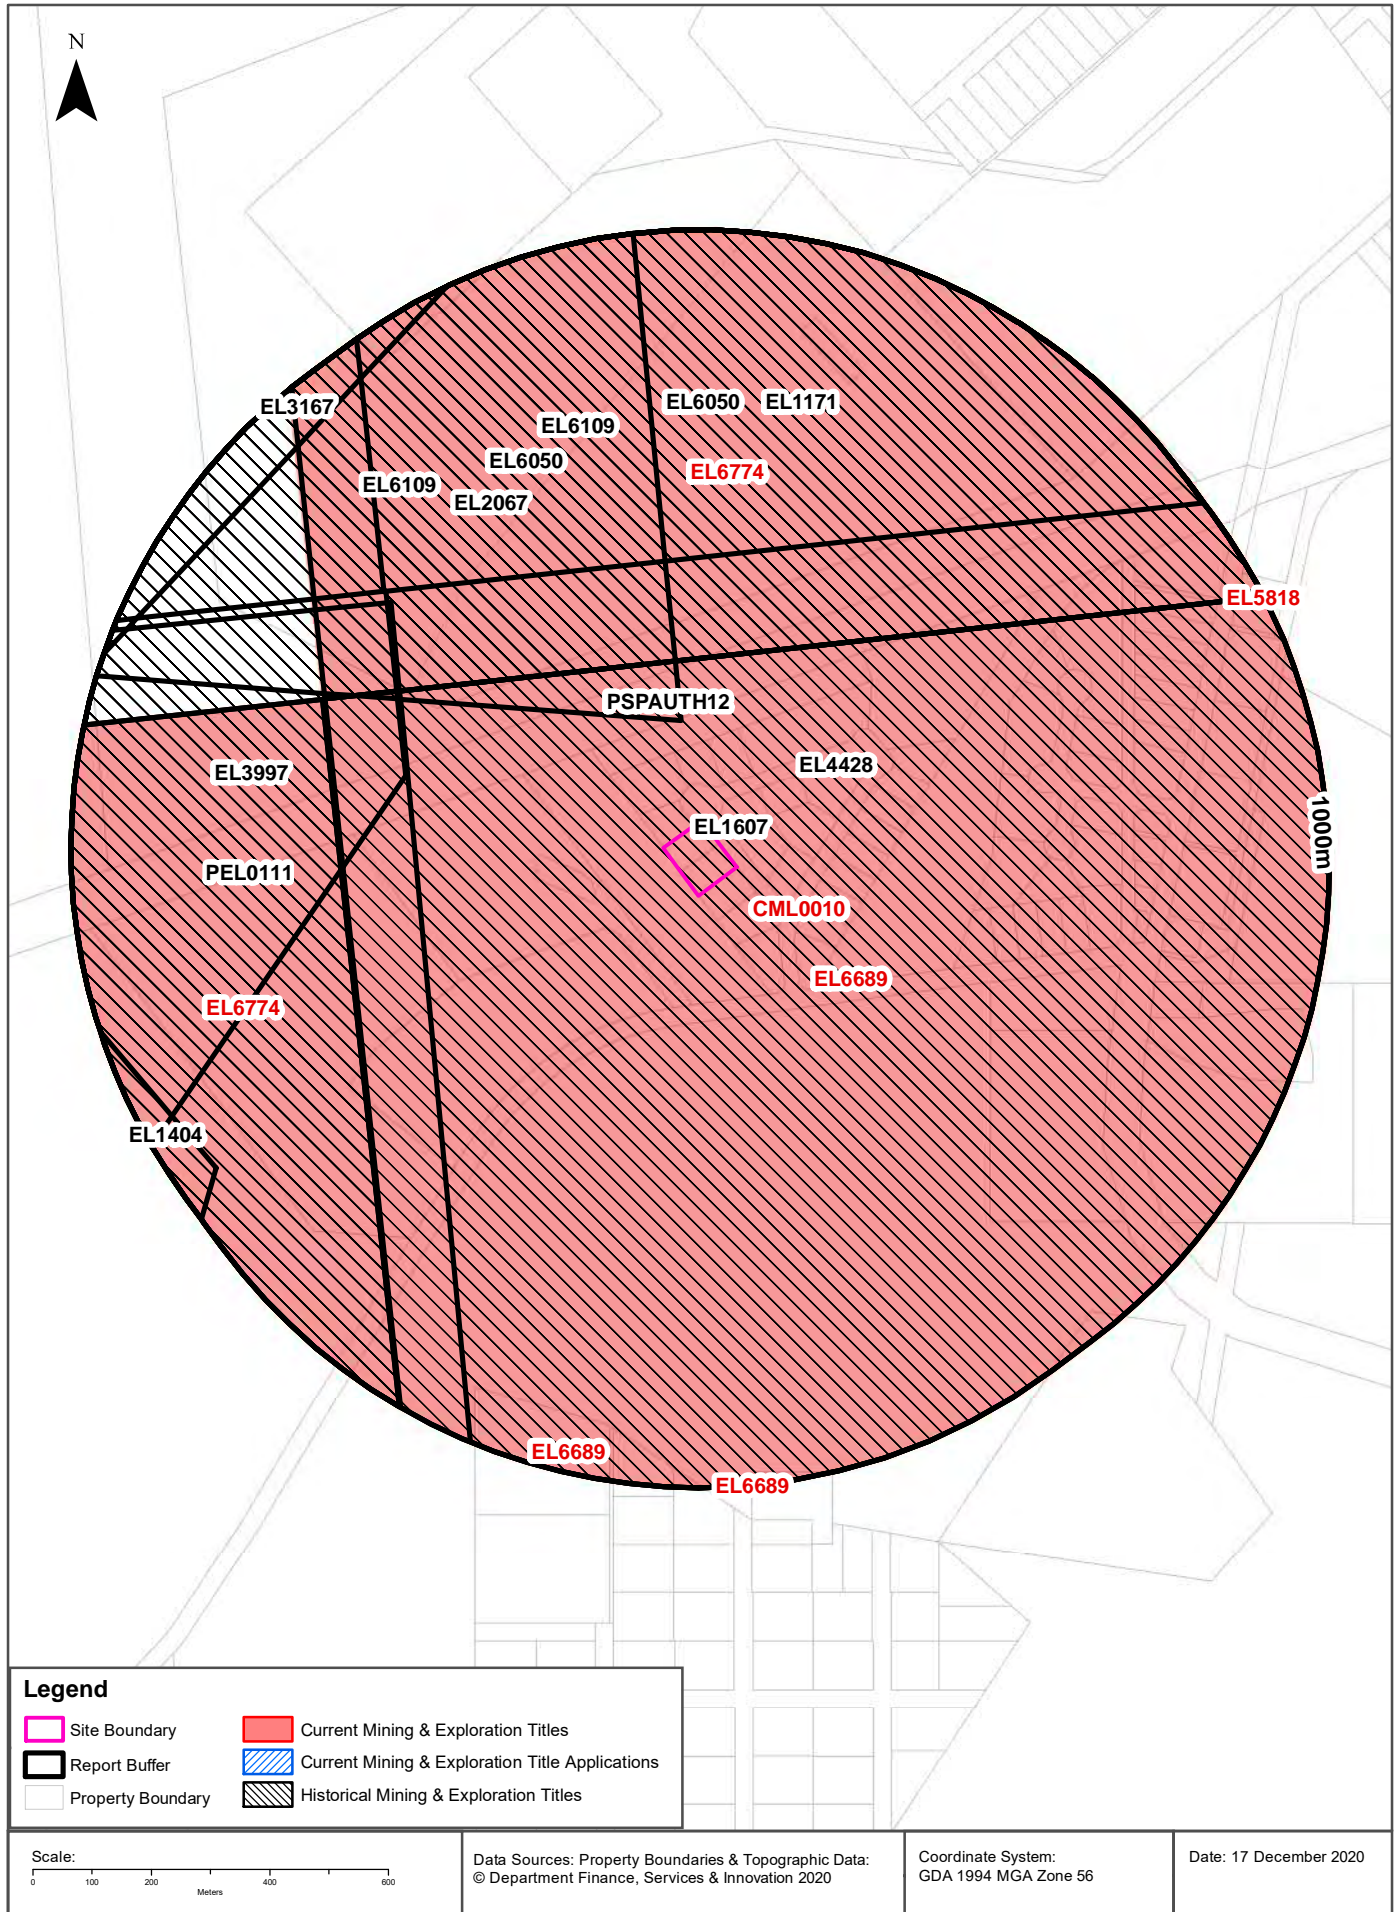 N
EL3167
EL6050 EL1171
EL6109
EL6050
EL6774
EL6109
EL2067
EL5818
PSPAUTH12
EL4428
EL3997
1000m
EL1607
PEL0111
CML0010
EL6689
EL6774
EL1404
EL6689
EL6689
Legend
Site Boundary
Report Buffer
Property Boundary
Current Mining & Exploration Titles
Current Mining & Exploration Title Applications
Historical Mining & Exploration Titles
Scale:
0 100 200 400 600
Meters
Data Sources: Property Boundaries & Topographic Data:
© Department Finance, Services & Innovation 2020
Coordinate System:
GDA 1994 MGA Zone 56
Date: 17 December 2020